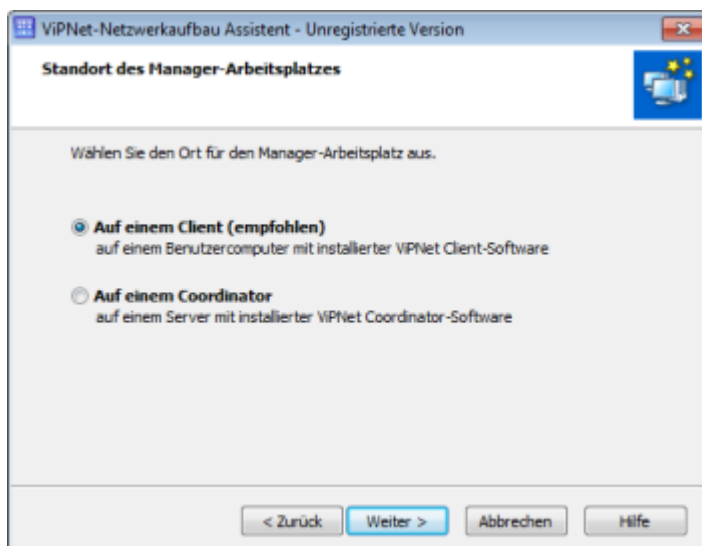 ViPNet-Netzwerkaufbau Assistent - Unregistrierte Version
Standort des Manager-Arbeitsplatzes
Wählen Sie den Ort für den Manager-Arbeitsplatz aus.
Auf einem Client (empfohlen)
auf einem Benutzercomputer mit installierter ViPNet Client-Software
Auf einem Coordinator
auf einem Server mit installierter ViPNet Coordinator-Software
< Zurück Weiter > Abbrechen Hilfe